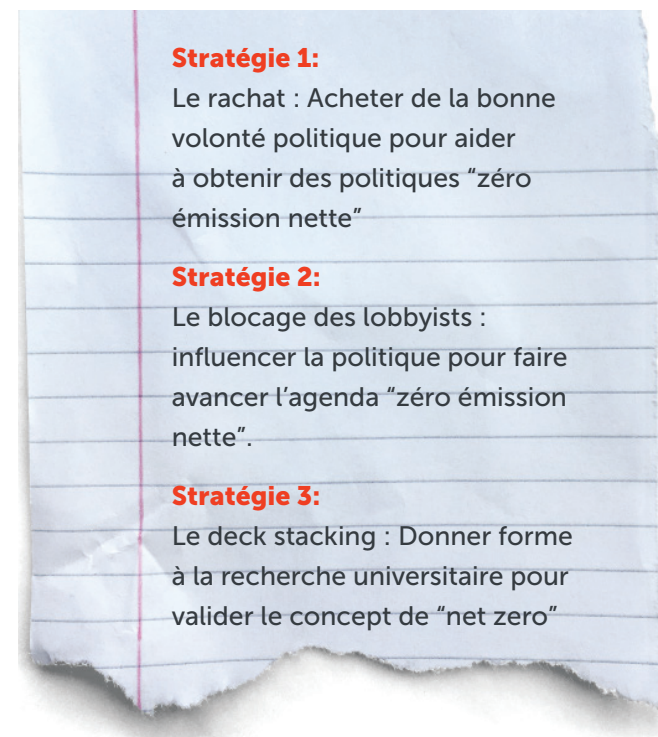 Stratégie 1:
Le rachat : Acheter de la bonne
volonté politique pour aider
à obtenir des politiques “zéro
émission nette”
Stratégie 2:
Le blocage des lobbyists :
influencer la politique pour faire
avancer l’agenda “zéro émission
nette”.
Stratégie 3:
Le deck stacking : Donner forme
à la recherche universitaire pour
valider le concept de “net zero”